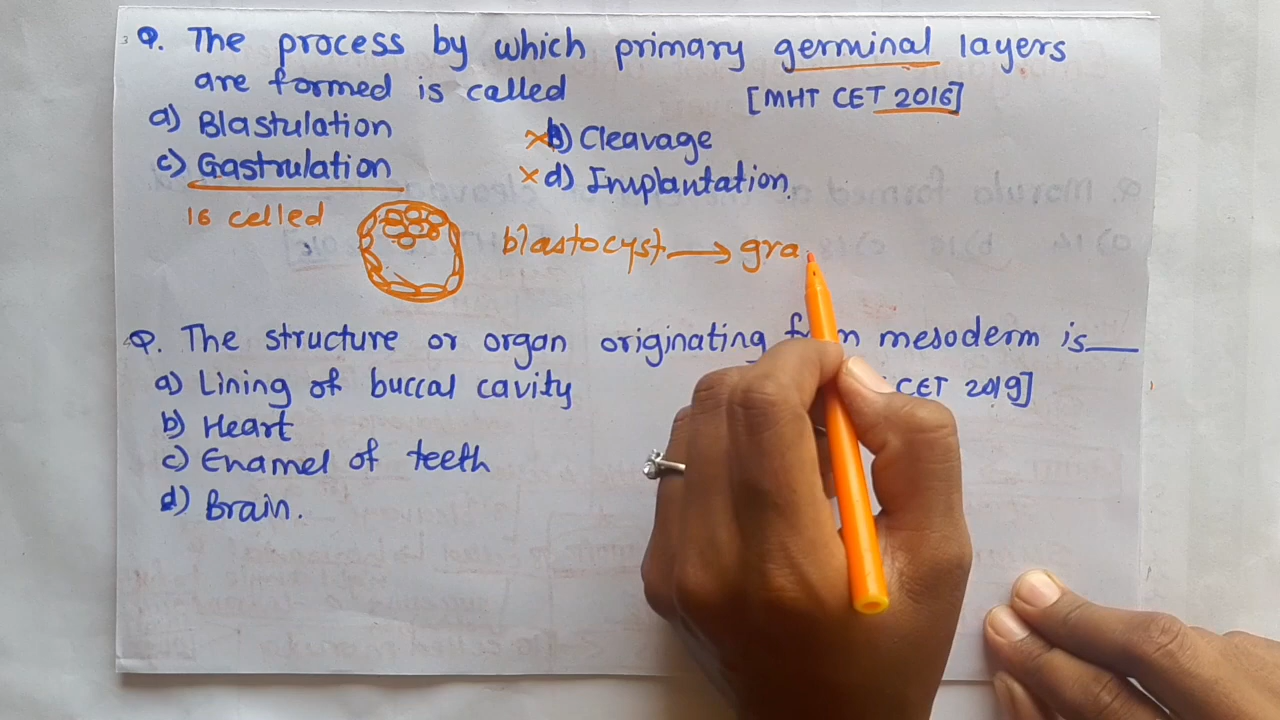 Q. The process by which primary germinal layers
are formed is called [MHT CET 2016]
a) Blastulation b) Cleavage
c) Gastrulation d) Implantation
16 celled
blastocyst → gra
Q. The structure or organ originating from mesoderm is__
a) Lining of buccal cavity CET 2019]
b) Heart
c) Enamel of teeth
d) Brain.